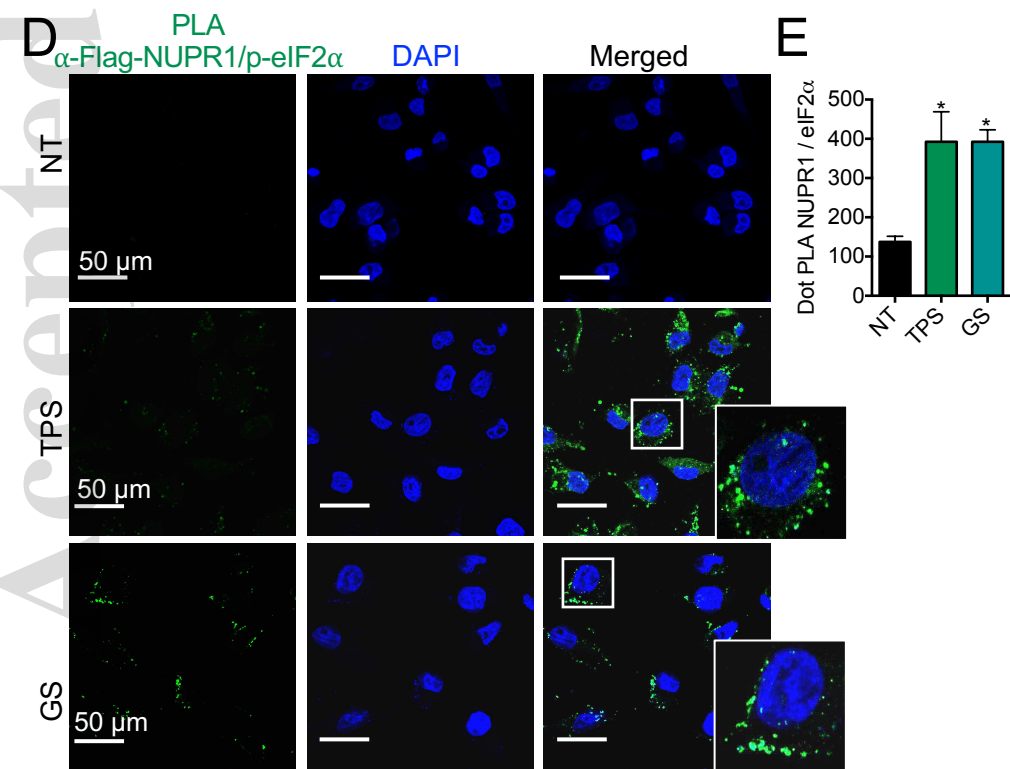 D
PLA
α-Flag-NUPR1/p-eIF2α
DAPI
Merged
NT
50 µm
TPS
50 µm
GS
50 µm
E
Dot PLA NUPR1 / eIF2α
500
400
300
200
100
0
*
*
NT
TPS
GS
Accepted